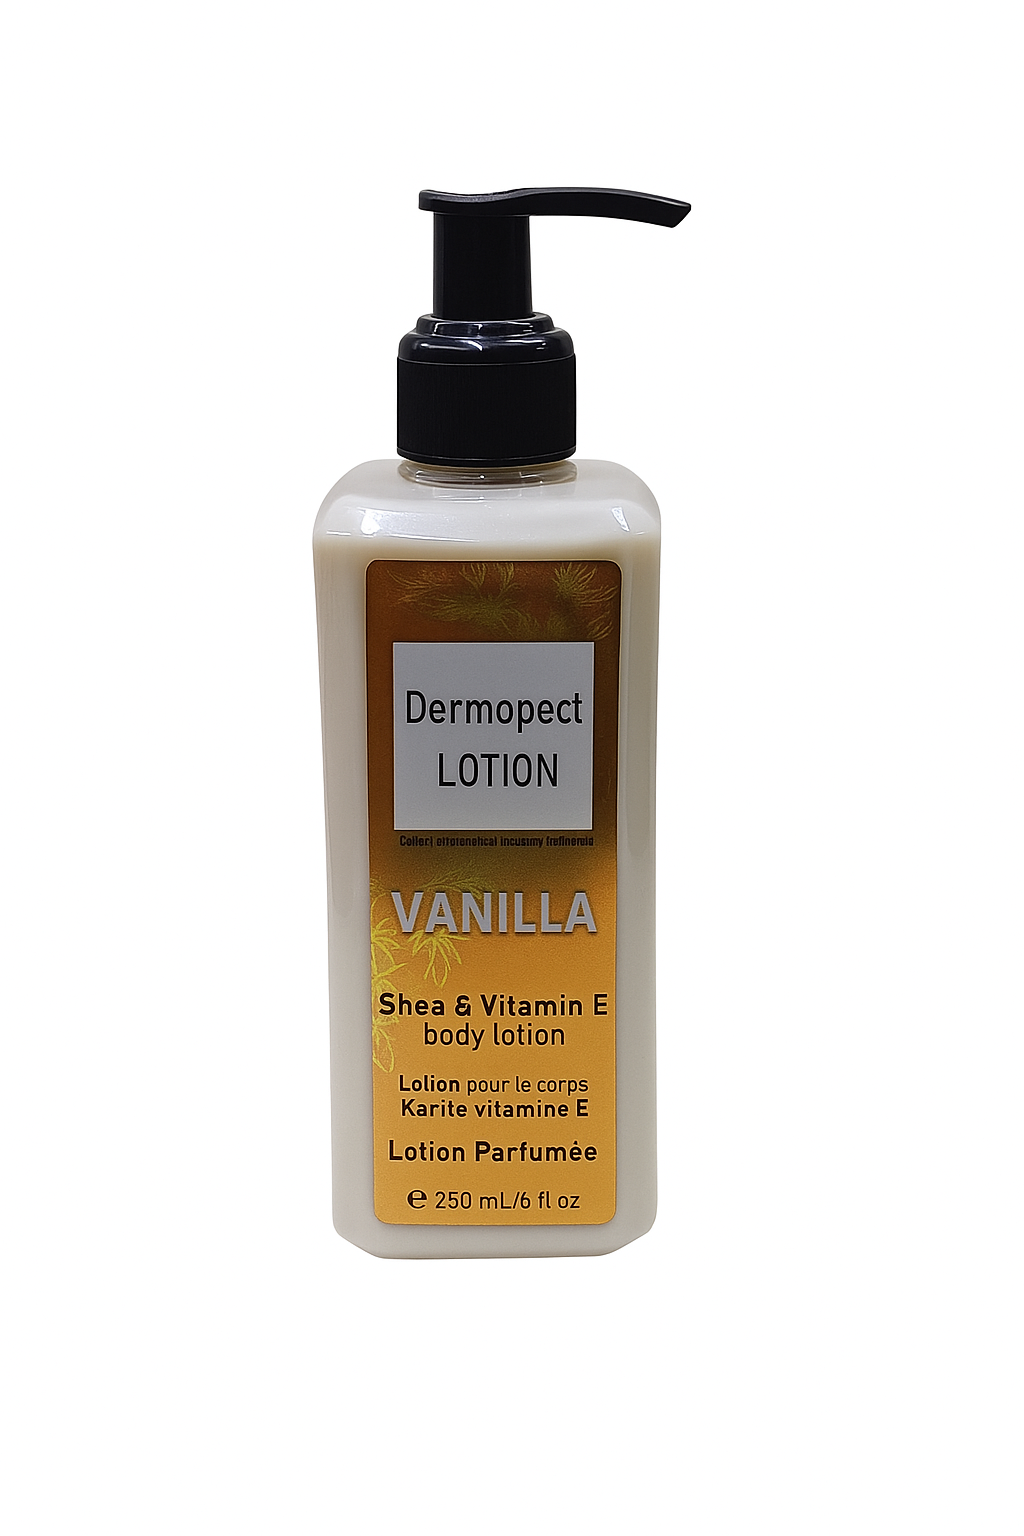 Dermopect
LOTION
VANILLA
Shea & Vitamin E
body lotion
Lolion pour le corps
Karite vitamine E
Lotion Parfumée
℮ 250 mL/6 fl oz